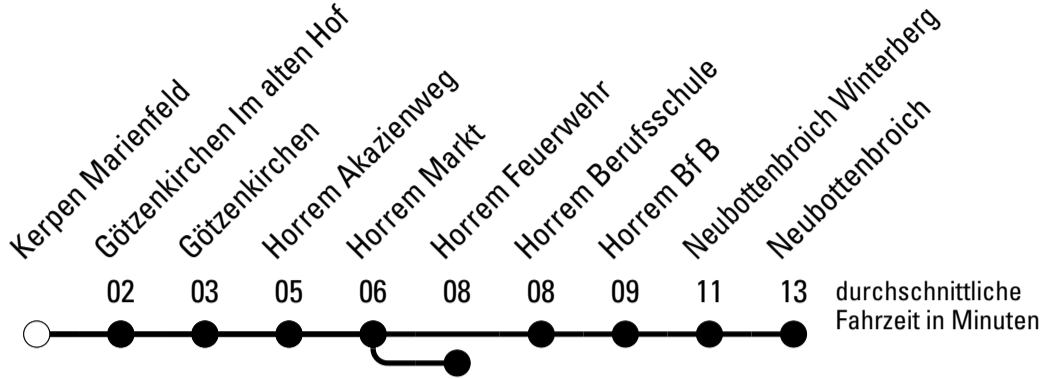 Kerpen Marienfeld
Götzenkirchen Im alten Hof
Götzenkirchen
Horrem Akazienweg
Horrem Markt
Horrem Feuerwehr
Horrem Berufsschule
Horrem Bf B
Neubottenbroich Winterberg
Neubottenbroich
02 03 05 06 08 08 09 11 13
durchschnittliche
Fahrzeit in Minuten